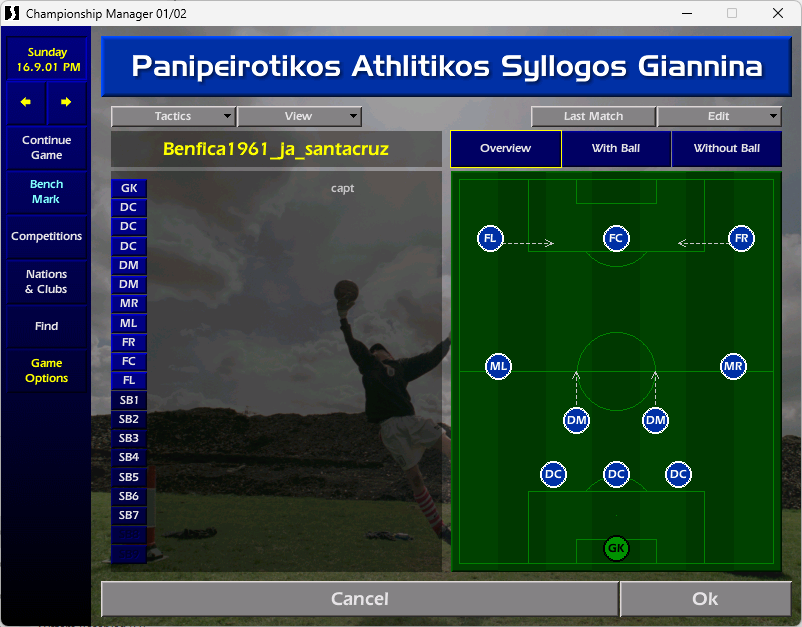 Championship Manager 01/02
Sunday
16.9.01 PM
Continue
Game
Bench
Mark
Competitions
Nations
& Clubs
Find
Game
Options
Panipeirotikos Athlitikos Syllogos Giannina
Tactics
View
Last Match
Edit
Benfica1961_ja_santacruz
Overview
With Ball
Without Ball
GK capt
DC
DC
DC
DM
DM
MR
ML
FR
FC
FL
SB1
SB2
SB3
SB4
SB5
SB6
SB7
FL FC FR
ML MR
DM DM
DC DC DC
GK
Cancel
Ok